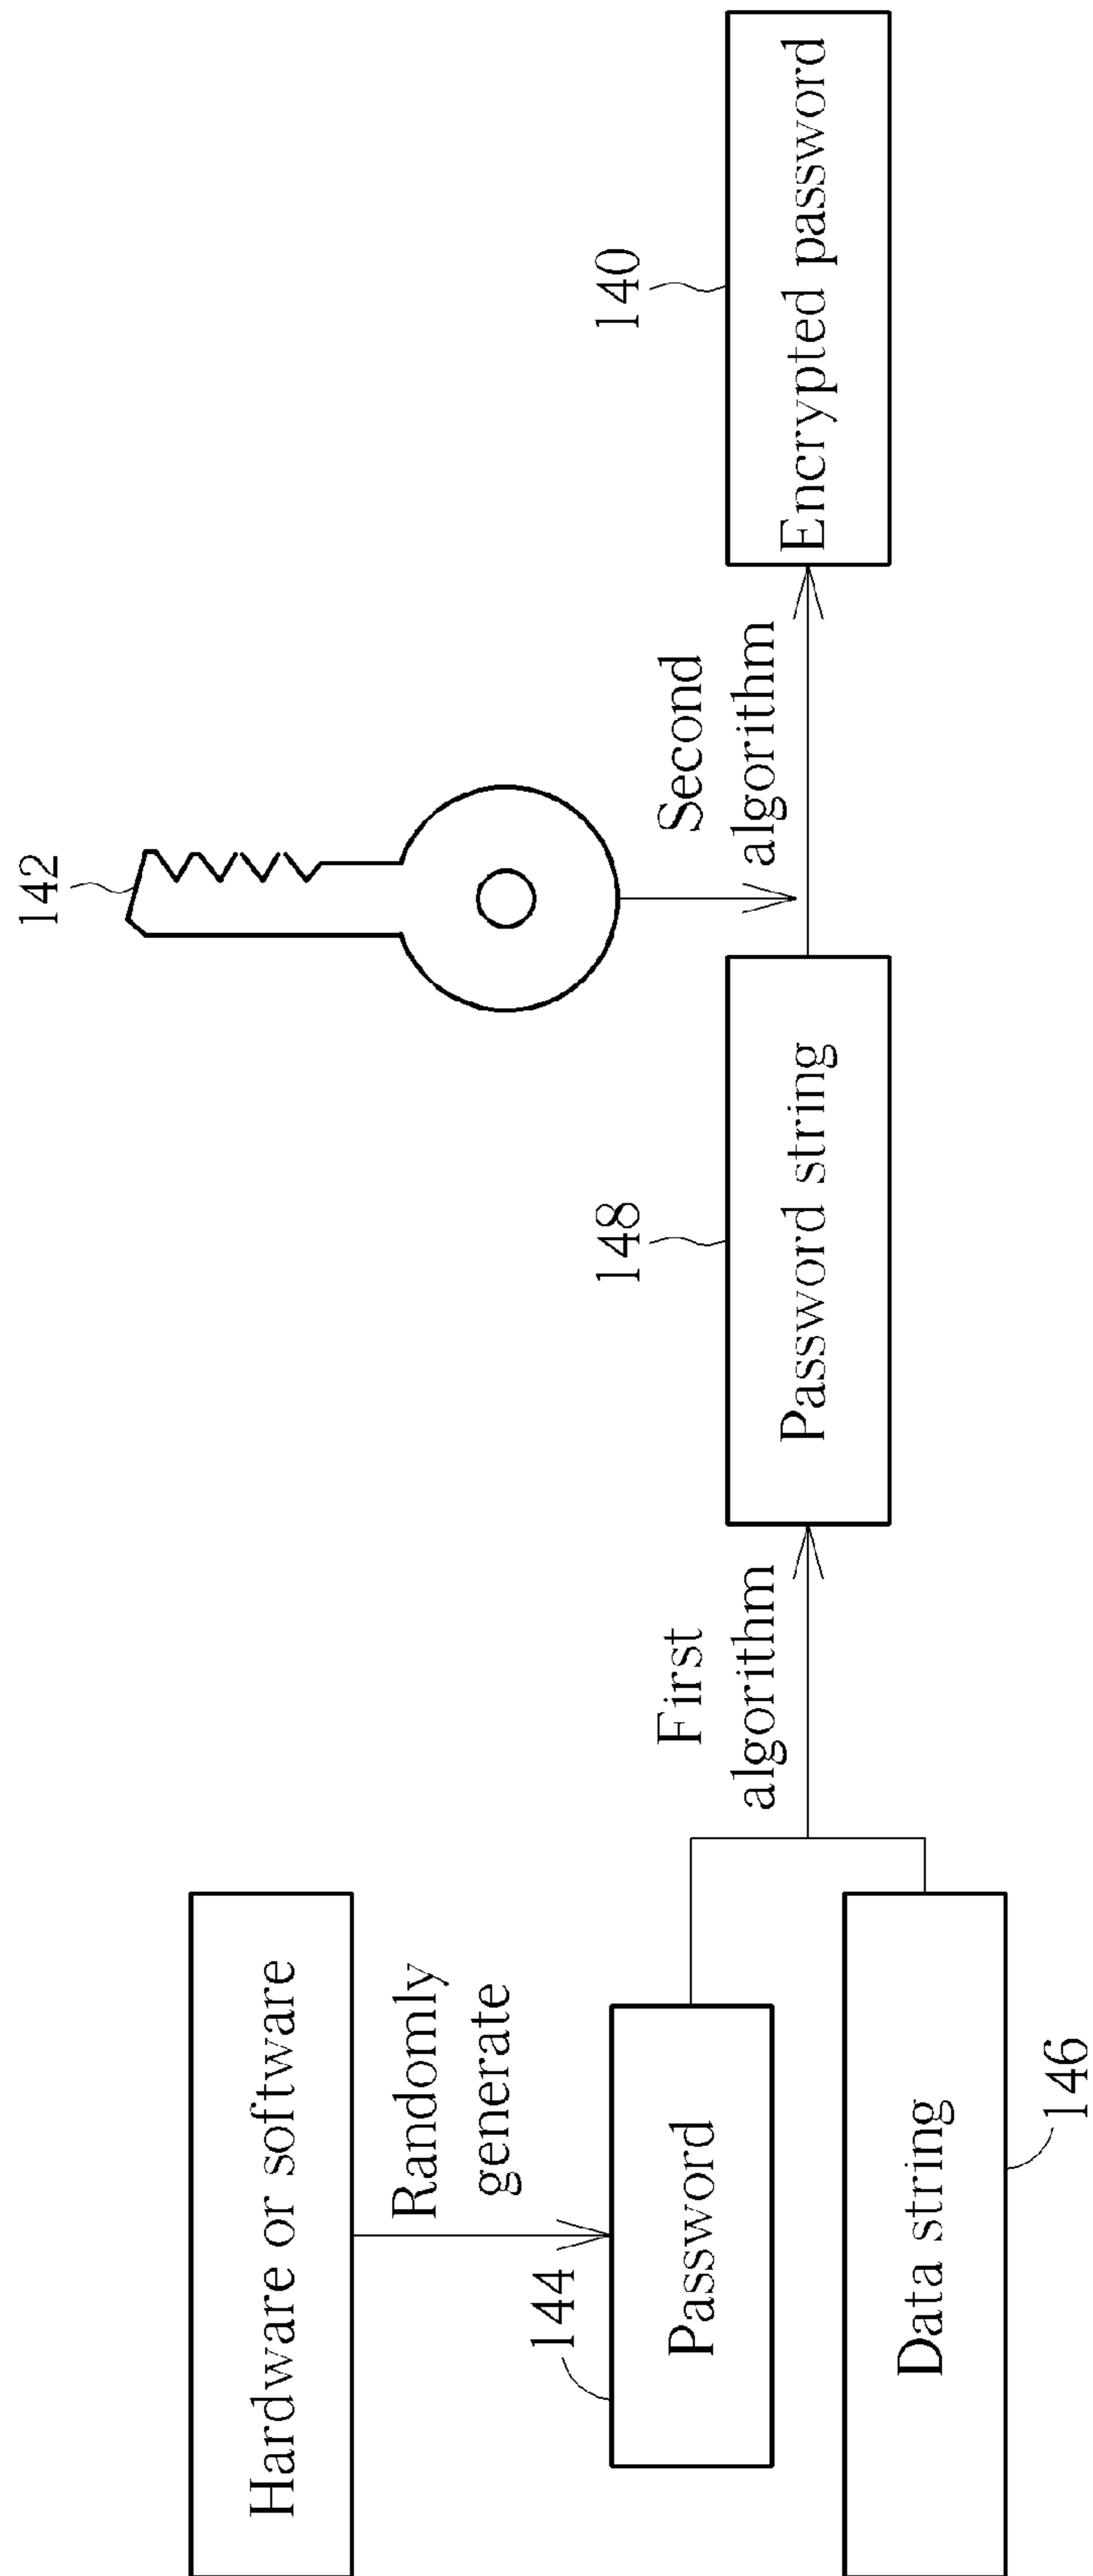 Hardware or software
Randomly
generate
144
Password
Data string
146
First
algorithm
148
Password string
142
Second
algorithm
140
Encrypted password